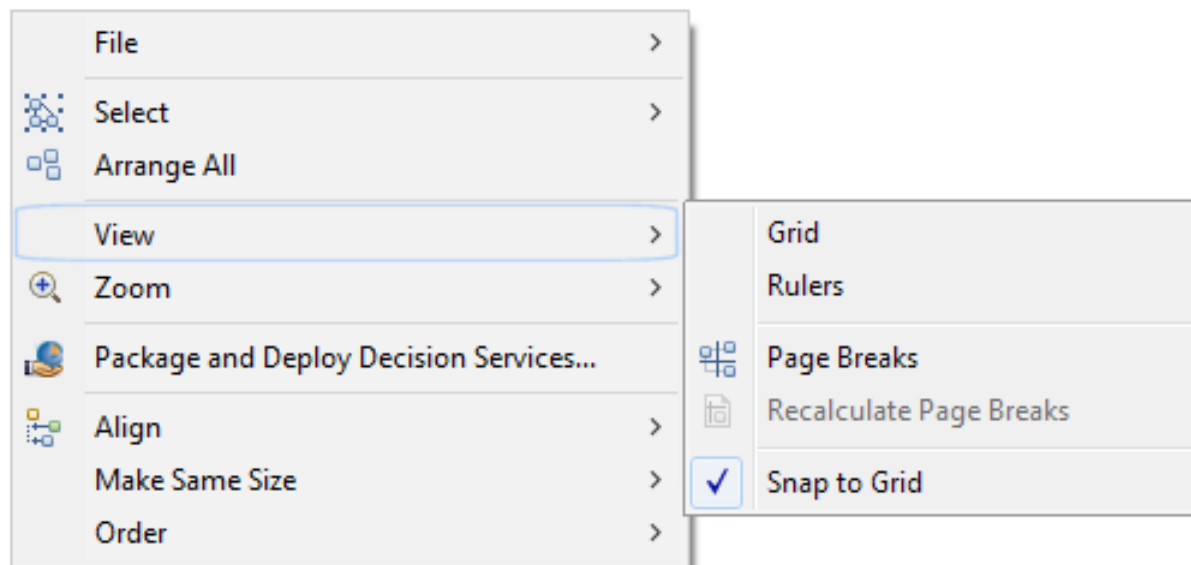 File
Select
Arrange All
View
Zoom
Package and Deploy Decision Services...
Align
Make Same Size
Order
Grid
Rulers
Page Breaks
Recalculate Page Breaks
Snap to Grid